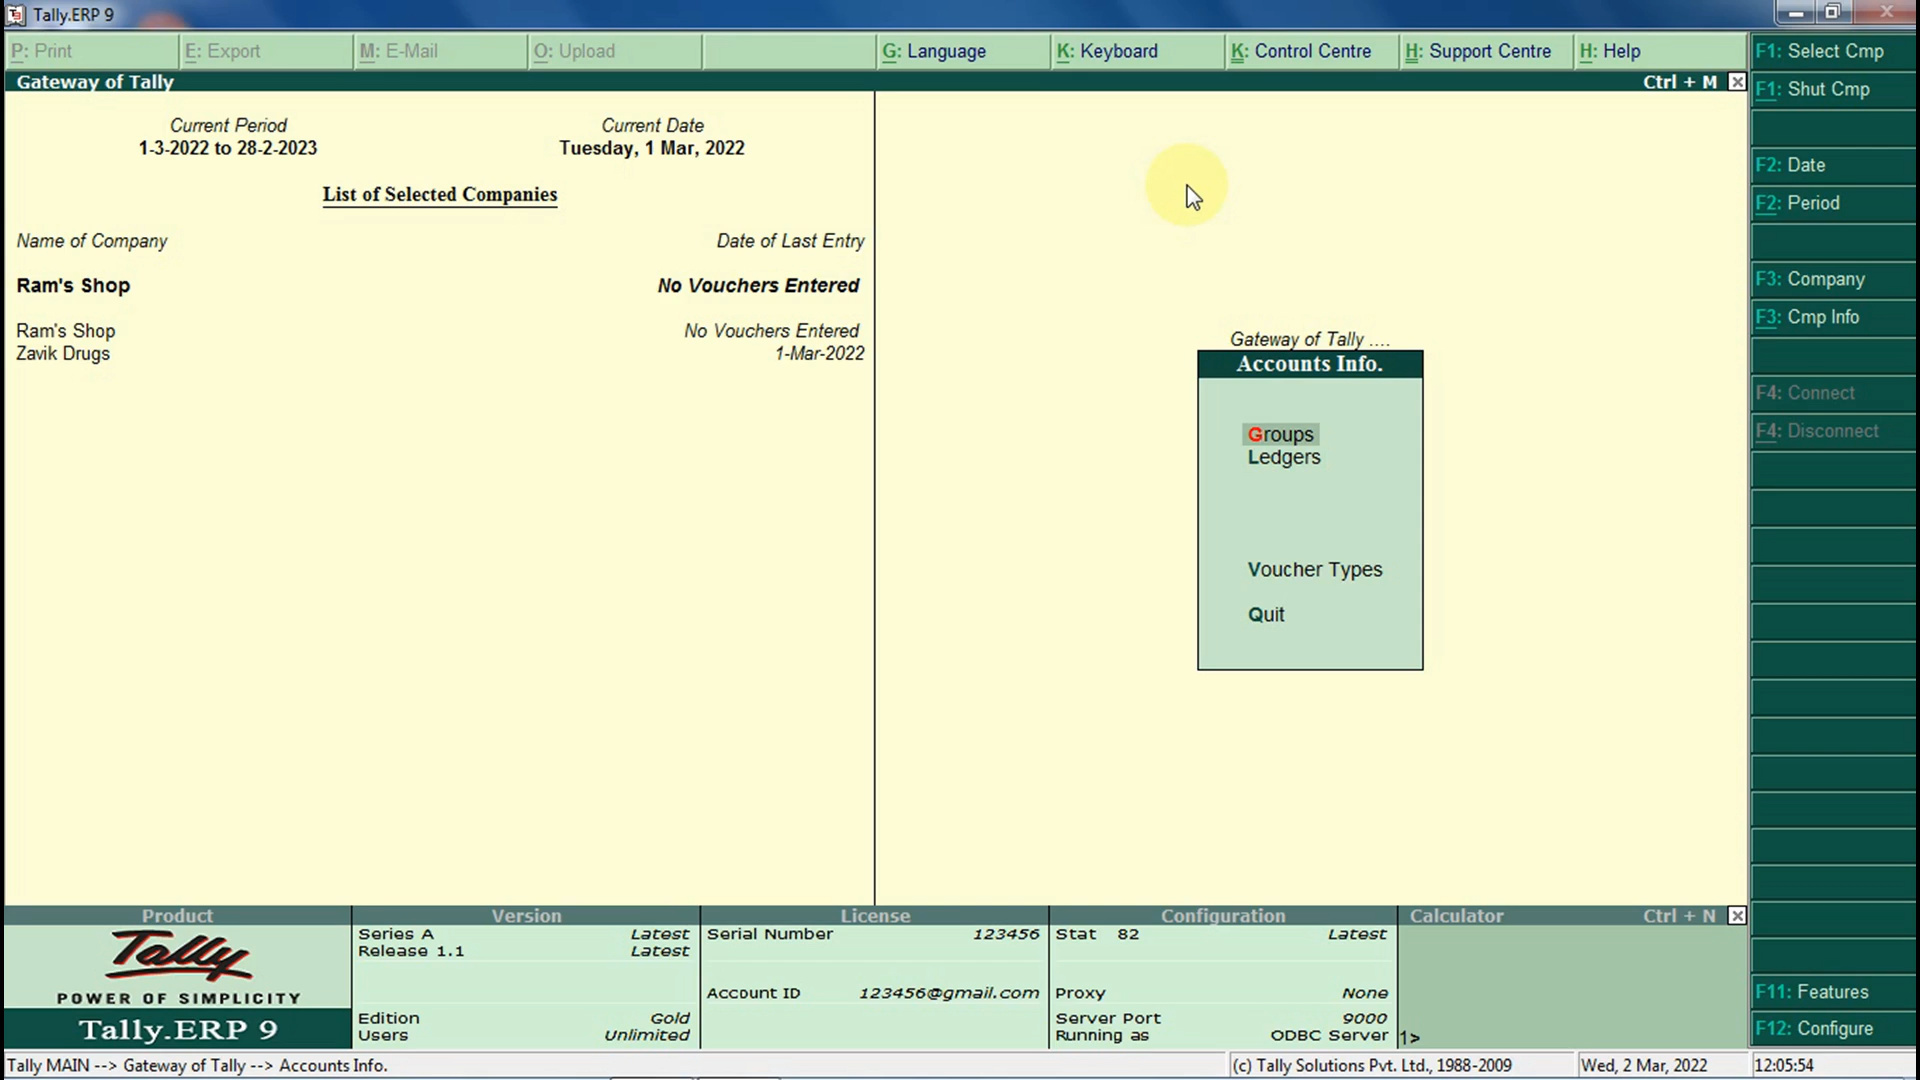 Tally.ERP 9
P: Print
E: Export
M: E-Mail
O: Upload
G: Language
K: Keyboard
K: Control Centre
H: Support Centre
H: Help
Gateway of Tally
Ctrl + M
Current Period
1-3-2022 to 28-2-2023
Current Date
Tuesday, 1 Mar, 2022
List of Selected Companies
Name of Company
Date of Last Entry
Ram's Shop
No Vouchers Entered
Ram's Shop
No Vouchers Entered
Zavik Drugs
1-Mar-2022
Gateway of Tally ....
Accounts Info.
Groups
Ledgers
Voucher Types
Quit
F1: Select Cmp
F1: Shut Cmp
F2: Date
F2: Period
F3: Company
F3: Cmp Info
F4: Connect
F4: Disconnect
F11: Features
F12: Configure
Product
Tally
POWER OF SIMPLICITY
Tally.ERP 9
Version
Series A Latest
Release 1.1 Latest
Edition Gold
Users Unlimited
License
Serial Number 123456
Account ID 123456@gmail.com
Configuration
Stat 82 Latest
Proxy None
Server Port 9000
Running as ODBC Server
Calculator
Ctrl + N
1>
Tally MAIN --> Gateway of Tally --> Accounts Info.
(c) Tally Solutions Pvt. Ltd., 1988-2009
Wed, 2 Mar, 2022
12:05:54